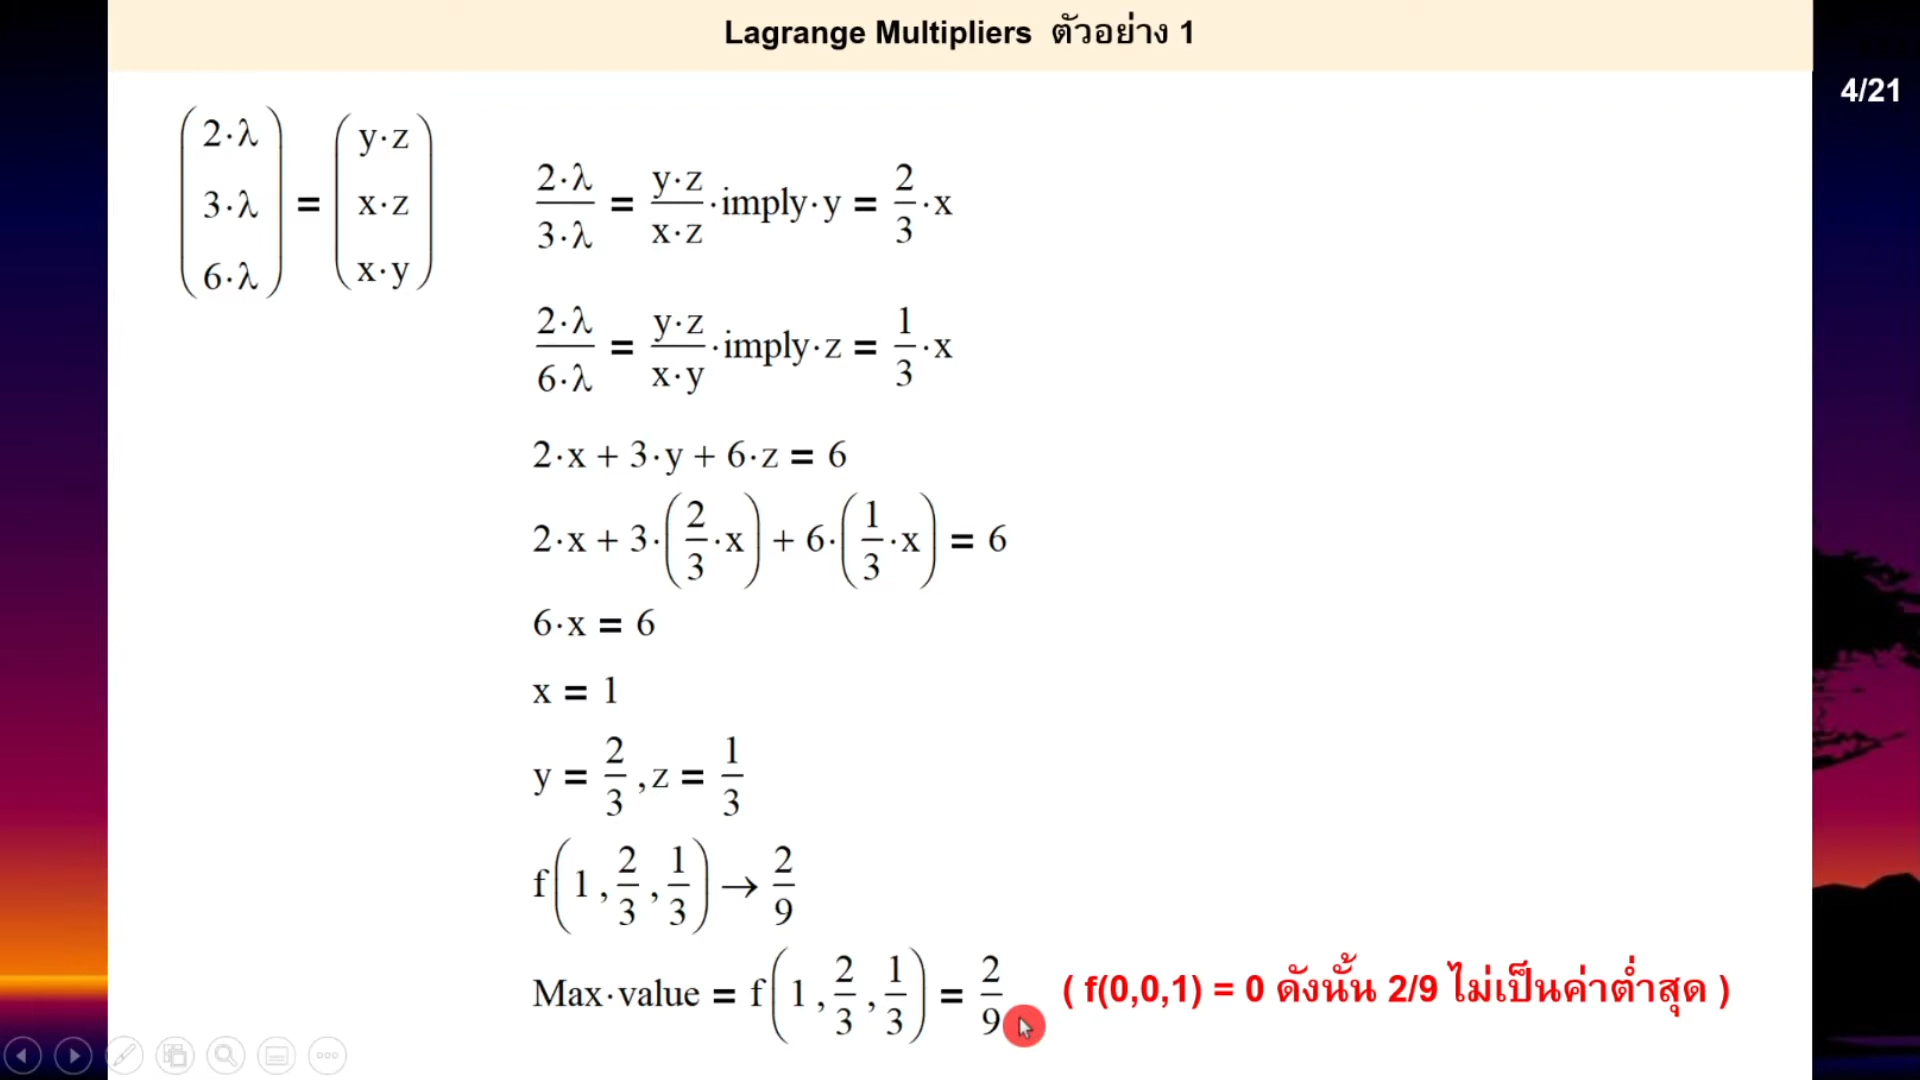 Lagrange Multipliers ตัวอย่าง 1
4/21
(2·λ 3·λ 6·λ) = (y·z x·z x·y)
2·λ/3·λ = y·z/x·z ·imply·y = 2/3·x
2·λ/6·λ = y·z/x·y ·imply·z = 1/3·x
2·x + 3·y + 6·z = 6
2·x + 3·(2/3·x) + 6·(1/3·x) = 6
6·x = 6
x = 1
y = 2/3 , z = 1/3
f(1 , 2/3 , 1/3) → 2/9
Max·value = f(1 , 2/3 , 1/3) = 2/9 ( f(0,0,1) = 0 ดังนั้น 2/9 ไม่เป็นค่าต่ำสุด )